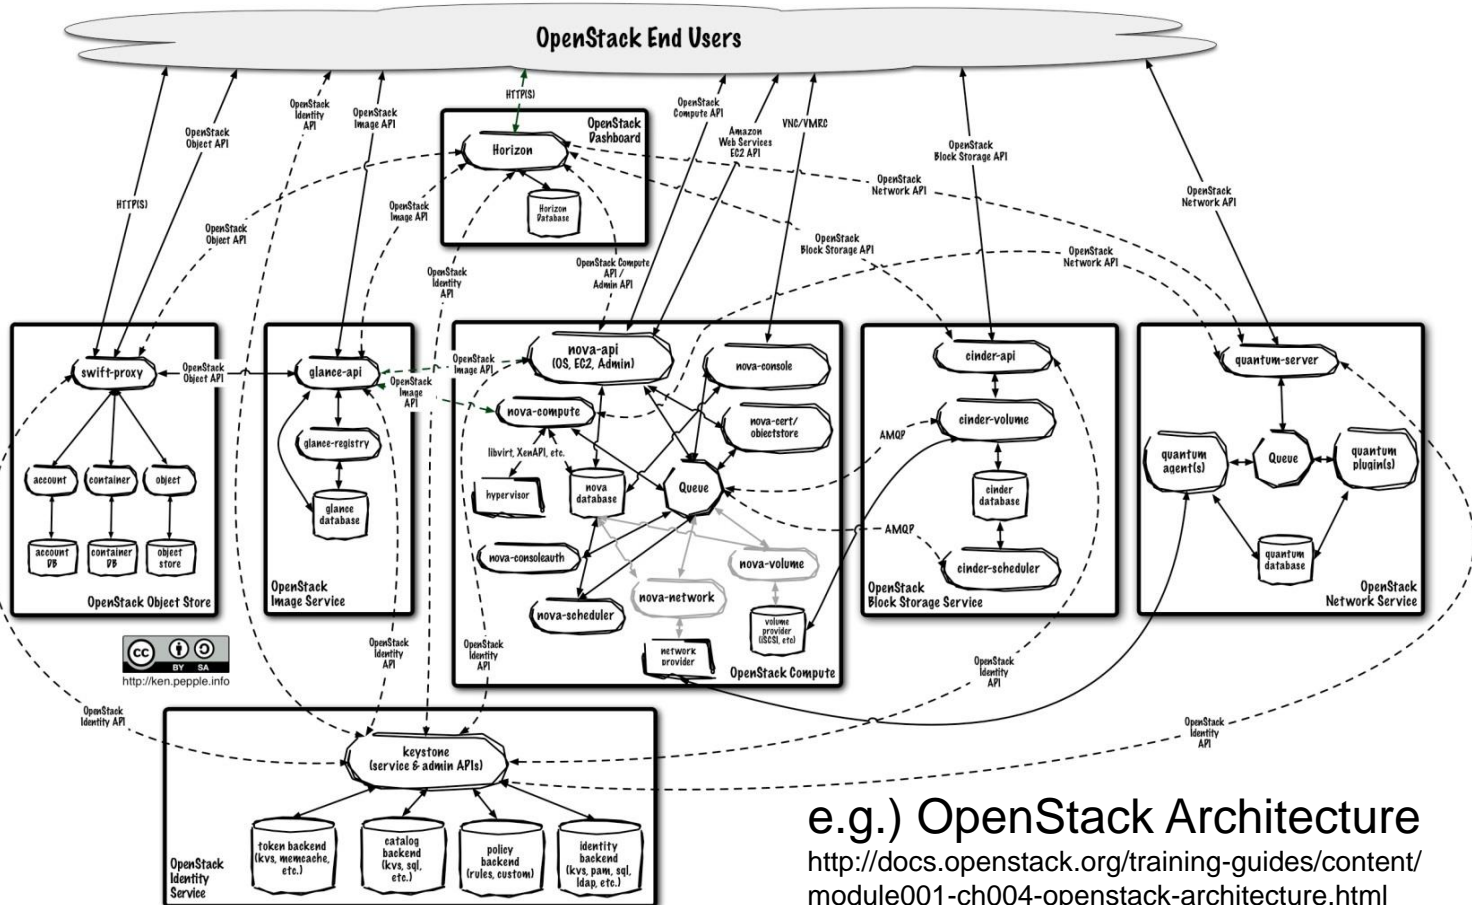 OpenStack End Users
HTTP(S)
OpenStack
Object API
OpenStack
Identity
API
OpenStack
Image API
HTTP(S)
OpenStack
Compute API
Amazon
Web Services
EC2 API
VNC/VMRC
OpenStack
Block Storage API
OpenStack
Network API
OpenStack
Dashboard
Horizon
Horizon
Database
OpenStack
Object API
OpenStack
Image API
OpenStack
Identity
API
OpenStack Compute
API /
Admin API
OpenStack
Block Storage API
OpenStack
Network API
OpenStack
Network API
swift-proxy
account
container
object
account
DB
container
DB
object
store
OpenStack Object Store
OpenStack
Object API
glance-api
glance-registry
glance
database
OpenStack
Image Service
OpenStack
Image API
OpenStack
Image
API
nova-api
(OS, EC2, Admin)
nova-console
nova-compute
nova-cert/
objectstore
libvirt, XenAPI, etc.
hypervisor
nova
database
Queue
nova-consoleauth
nova-volume
nova-network
nova-scheduler
volume
provider
(iSCSI, etc)
network
provider
OpenStack Compute
cinder-api
cinder-volume
AMQP
cinder
database
AMQP
cinder-scheduler
OpenStack
Block Storage Service
quantum-server
quantum
agent(s)
Queue
quantum
plugin(s)
quantum
database
OpenStack
Network Service
cc
BY SA
http://ken.pepple.info
OpenStack
Identity API
OpenStack
Identity
API
OpenStack
Identity
API
OpenStack
Identity
API
OpenStack
Identity
API
keystone
(service & admin APIs)
token backend
(kvs, memcache,
etc.)
catalog
backend
(kvs, sql,
etc.)
policy
backend
(rules, custom)
identity
backend
(kvs, pam, sql,
ldap, etc.)
OpenStack
Identity
Service
e.g.) OpenStack Architecture
http://docs.openstack.org/training-guides/content/
module001-ch004-openstack-architecture.html